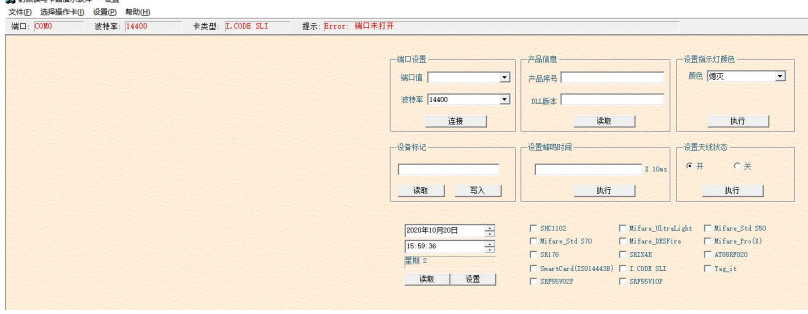 文件(F) 选择操作卡(I) 设置(P) 帮助(H)
端口: COM0 波特率: 14400 卡类型: I.CODE SLI 提示: Error: 端口未打开
端口设置 产品信息 设置指示灯颜色
端口值 产品序号 颜色 熄灭
波特率 14400 DLL版本
连接 读取 执行
设备标记 设置蜂鸣时间 设置天线状态
X 10ms 开 关
读取 写入 执行 执行
2020年10月20日
15:59:36
星期 2
读取 设置
SHC1102 Mifare_UltraLight Mifare_Std S50
Mifare_Std S70 Mifare_DESFire Mifare_Pro(X)
SR176 SRIX4K AT88RF020
SmartCard(ISO14443B) I.CODE SLI Tag_it
SRF55V02P SRF55V10P